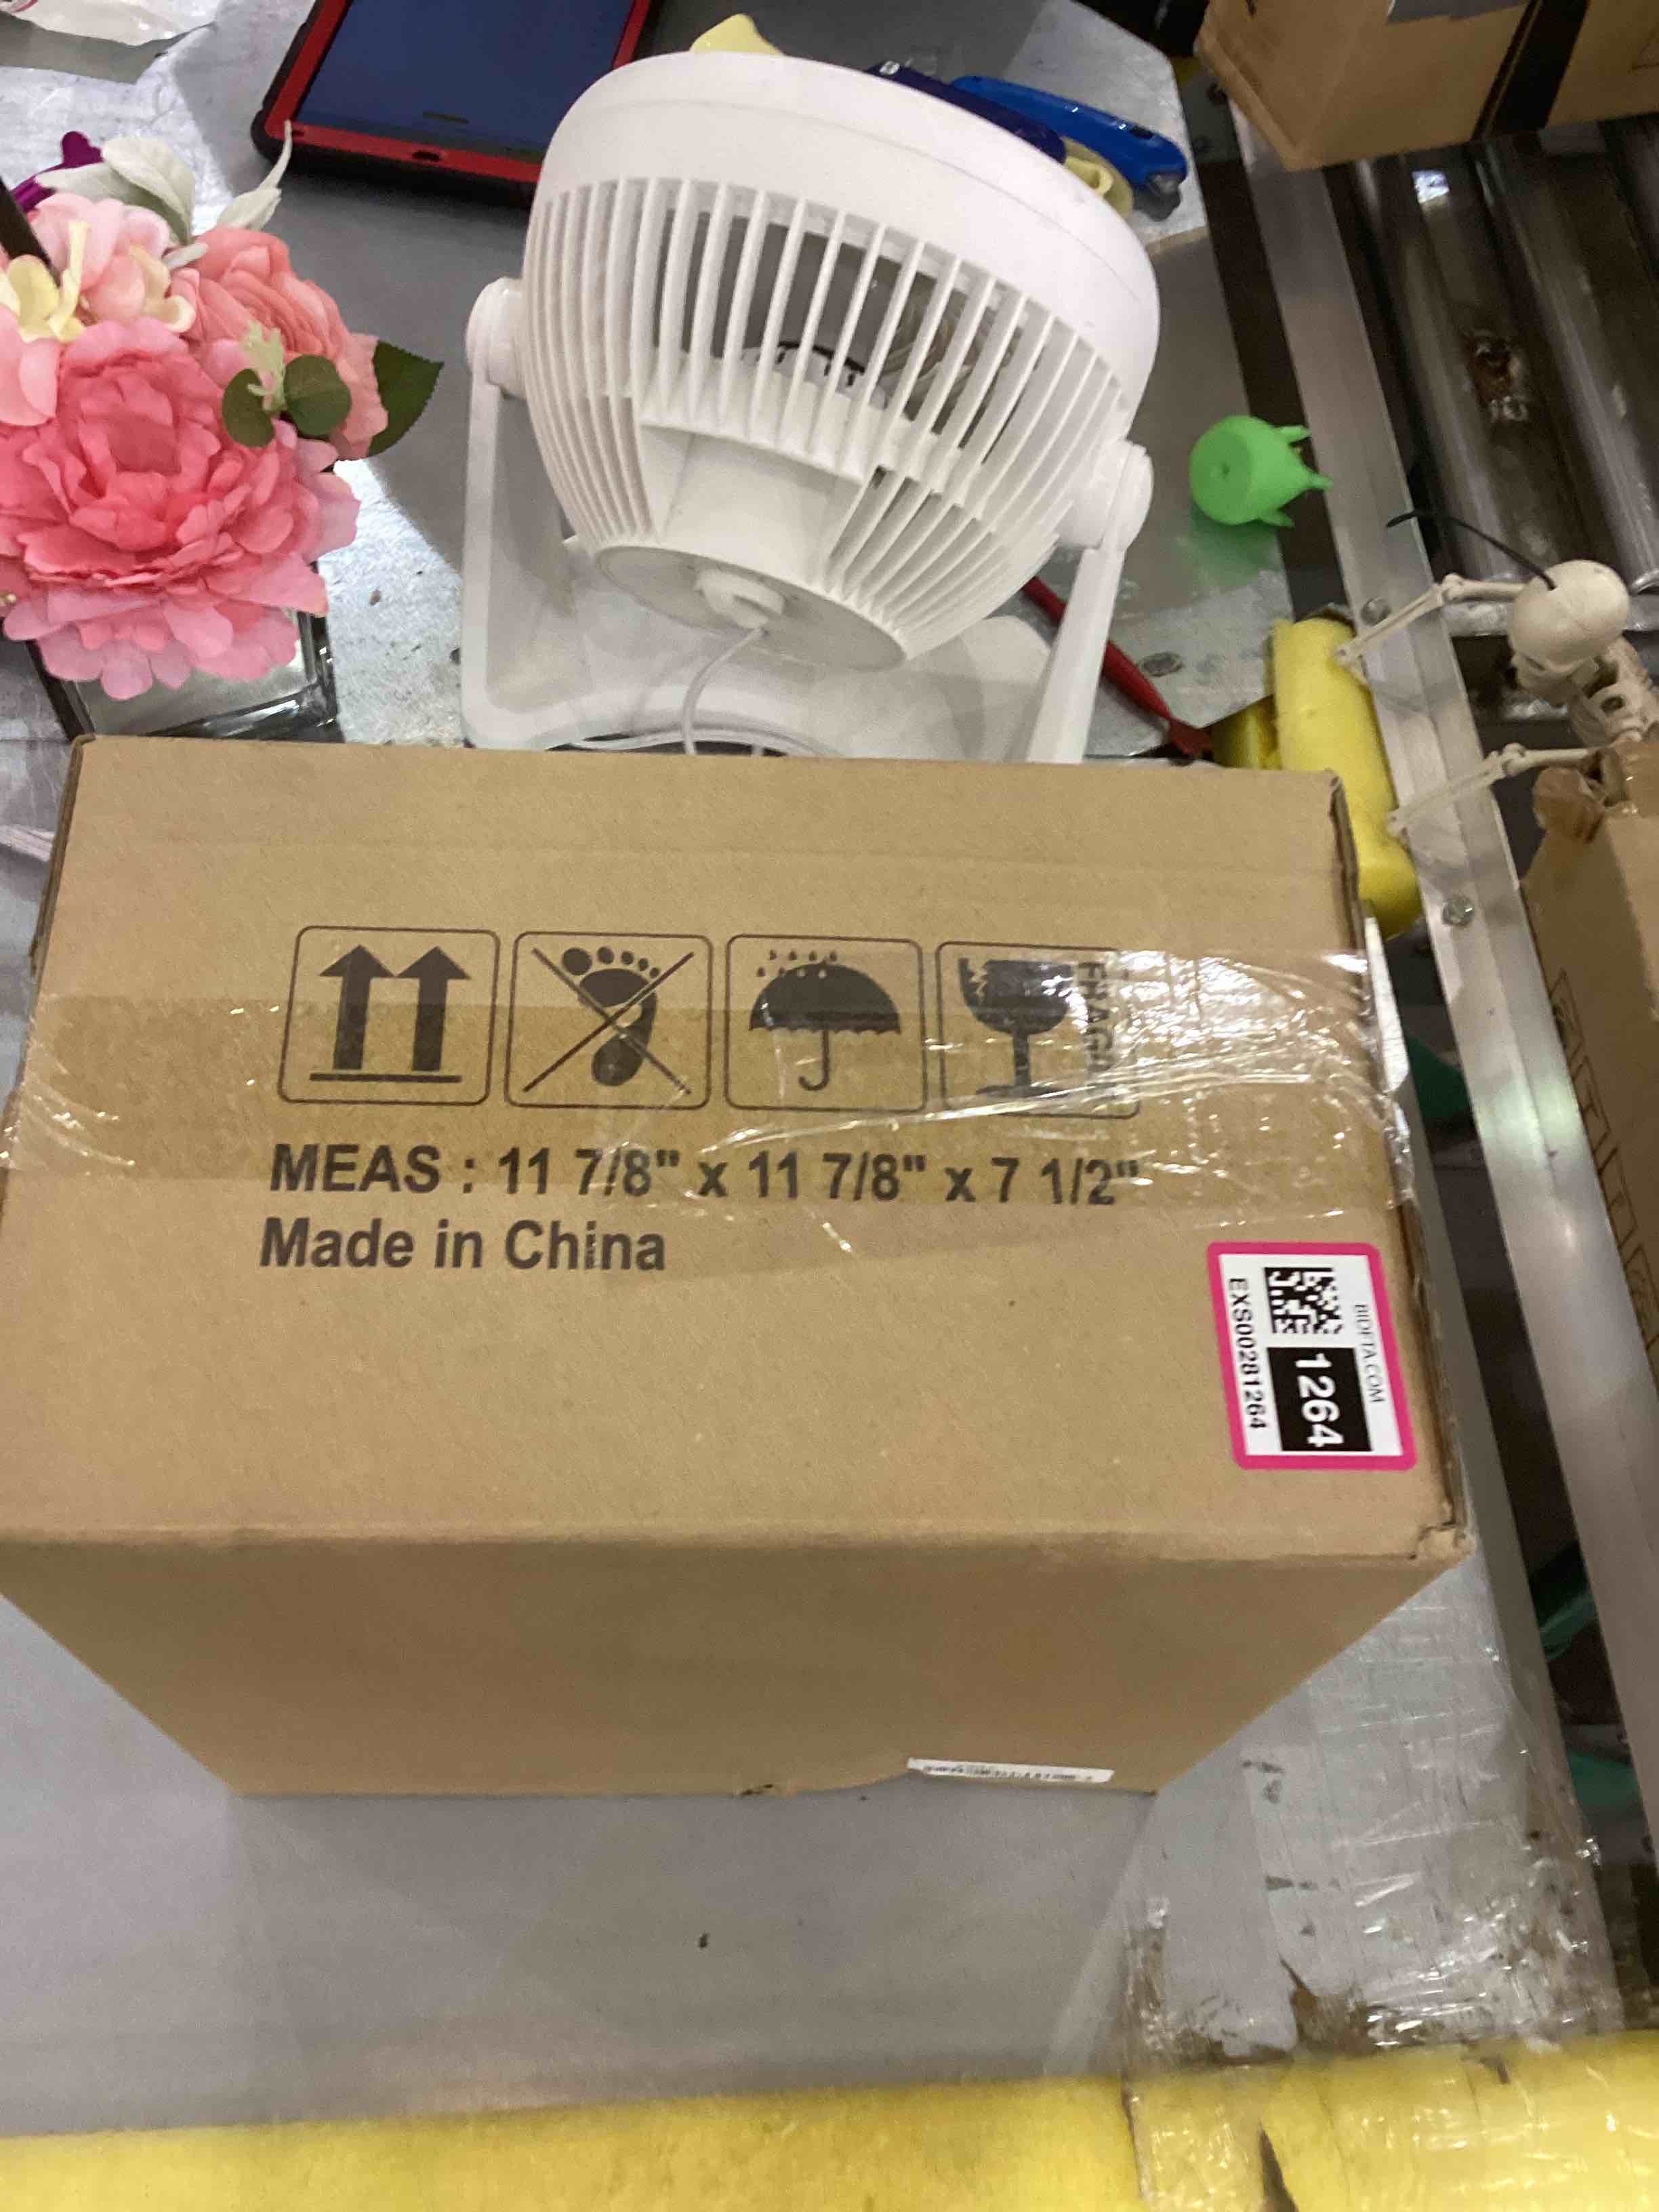 FRAGILE
MEAS : 11 7/8" x 11 7/8" x 7 1/2"
Made in China
BIDFTA.COM
1264
EXS00281264